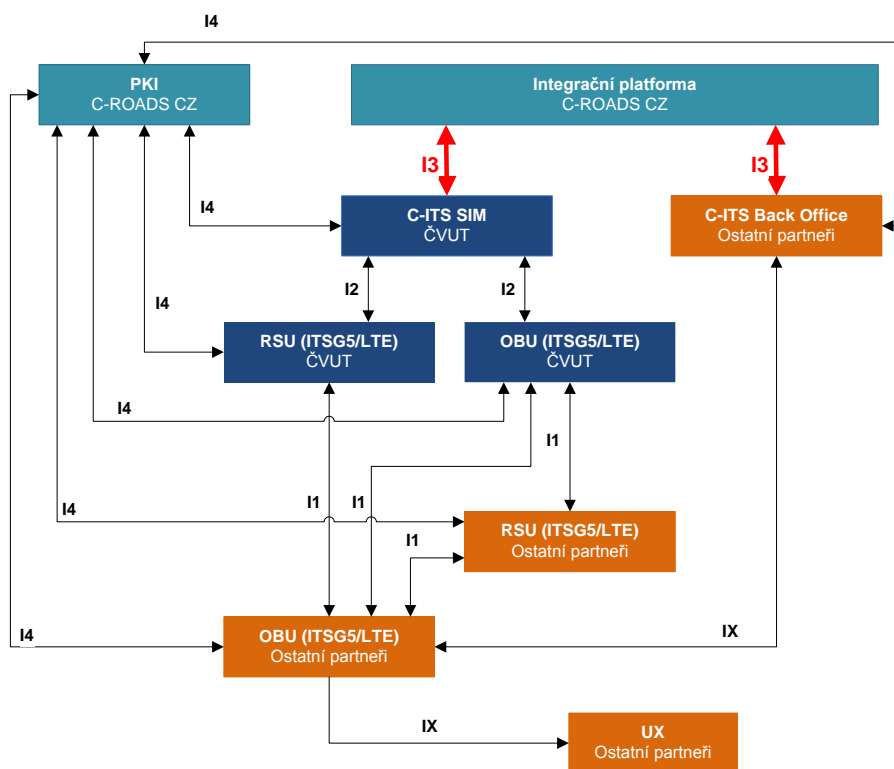 I4
PKI
C-ROADS CZ
Integrační platforma
C-ROADS CZ
I3
I3
I4
C-ITS SIM
ČVUT
C-ITS Back Office
Ostatní partneři
I4
I2
I2
RSU (ITSG5/LTE)
ČVUT
OBU (ITSG5/LTE)
ČVUT
I4
I1
I4
I1
I1
RSU (ITSG5/LTE)
Ostatní partneři
I1
I4
OBU (ITSG5/LTE)
Ostatní partneři
IX
IX
UX
Ostatní partneři